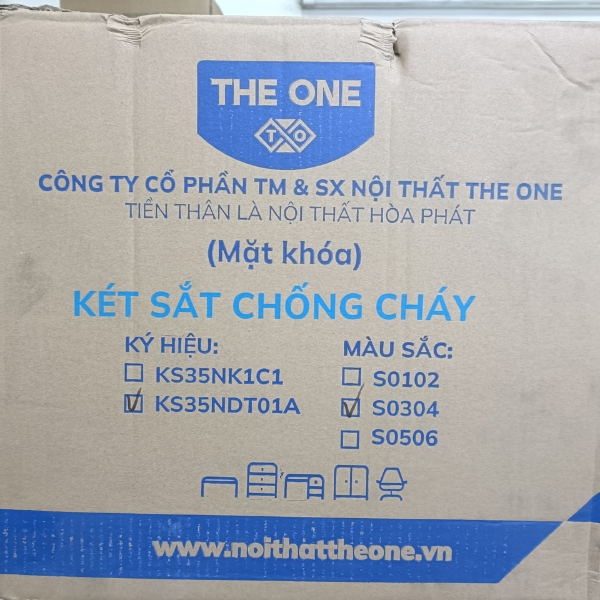 THE ONE
TO
CÔNG TY CỔ PHẦN TM & SX NỘI THẤT THE ONE
TIỀN THÂN LÀ NỘI THẤT HÒA PHÁT
(Mặt khóa)
KÉT SẮT CHỐNG CHÁY
KÝ HIỆU:
KS35NK1C1
KS35NDT01A
MÀU SẮC:
S0102
S0304
S0506
www.noithattheone.vn